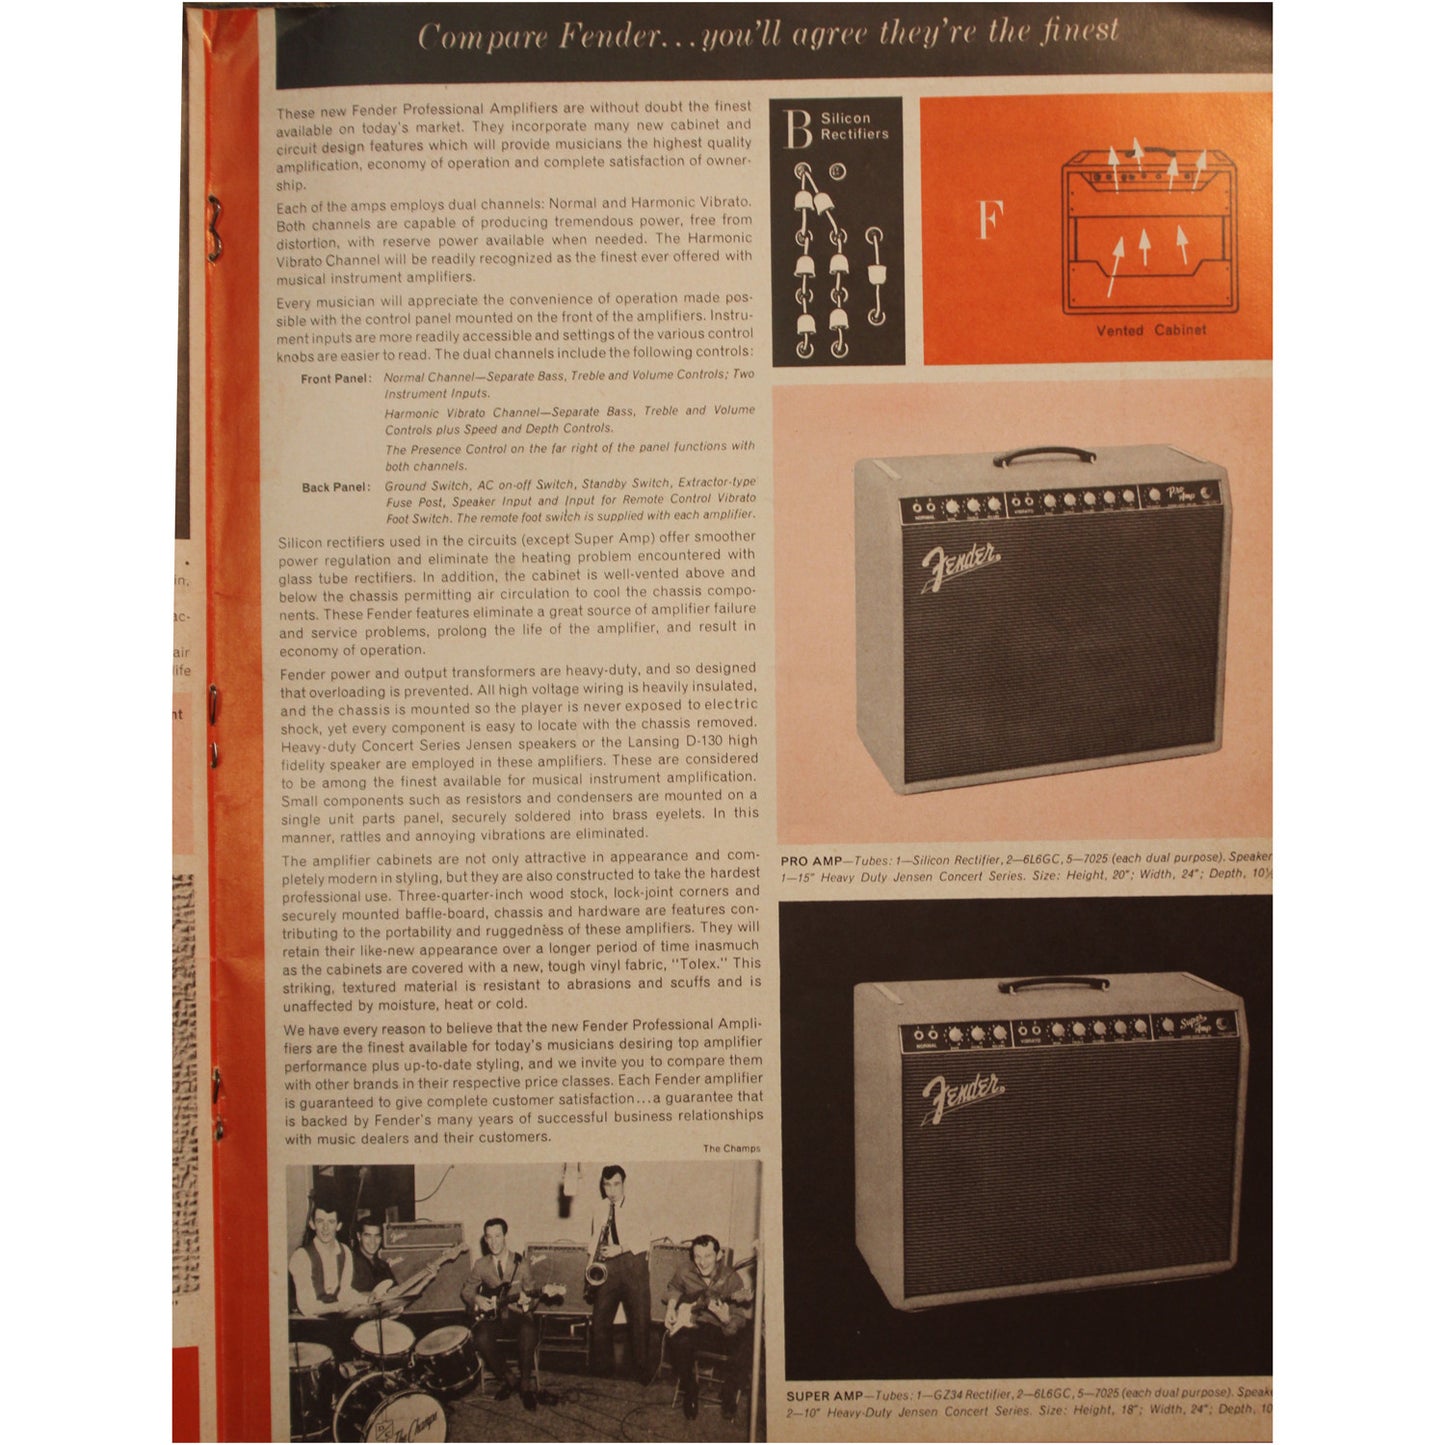 Compare Fender...you'll agree they're the finest
These new Fender Professional Amplifiers are without doubt the finest
available on today's market. They incorporate many new cabinet and
circuit design features which will provide musicians the highest quality
amplification, economy of operation and complete satisfaction of owner-
ship.
Each of the amps employs dual channels: Normal and Harmonic Vibrato.
Both channels are capable of producing tremendous power, free from
distortion, with reserve power available when needed. The Harmonic
Vibrato Channel will be readily recognized as the finest ever offered with
musical instrument amplifiers.
Every musician will appreciate the convenience of operation made pos-
sible with the control panel mounted on the front of the amplifiers. Instru-
ment inputs are more readily accessible and settings of the various control
knobs are easier to read. The dual channels include the following controls:
Front Panel: Normal Channel—Separate Bass, Treble and Volume Controls; Two
Instrument Inputs.
Harmonic Vibrato Channel—Separate Bass, Treble and Volume
Controls plus Speed and Depth Controls.
The Presence Control on the far right of the panel functions with
both channels.
Back Panel: Ground Switch, AC on-off Switch, Standby Switch, Extractor-type
Fuse Post, Speaker Input and Input for Remote Control Vibrato
Foot Switch. The remote foot switch is supplied with each amplifier.
Silicon rectifiers used in the circuits (except Super Amp) offer smoother
power regulation and eliminate the heating problem encountered with
glass tube rectifiers. In addition, the cabinet is well-vented above and
below the chassis permitting air circulation to cool the chassis compo-
nents. These Fender features eliminate a great source of amplifier failure
and service problems, prolong the life of the amplifier, and result in
economy of operation.
Fender power and output transformers are heavy-duty, and so designed
that overloading is prevented. All high voltage wiring is heavily insulated,
and the chassis is mounted so the player is never exposed to electric
shock, yet every component is easy to locate with the chassis removed.
Heavy-duty Concert Series Jensen speakers or the Lansing D-130 high
fidelity speaker are employed in these amplifiers. These are considered
to be among the finest available for musical instrument amplification.
Small components such as resistors and condensers are mounted on a
single unit parts panel, securely soldered into brass eyelets. In this
manner, rattles and annoying vibrations are eliminated.
The amplifier cabinets are not only attractive in appearance and com-
pletely modern in styling, but they are also constructed to take the hardest
professional use. Three-quarter-inch wood stock, lock-joint corners and
securely mounted baffle-board, chassis and hardware are features con-
tributing to the portability and ruggedness of these amplifiers. They will
retain their like-new appearance over a longer period of time inasmuch
as the cabinets are covered with a new, tough vinyl fabric, "Tolex." This
striking, textured material is resistant to abrasions and scuffs and is
unaffected by moisture, heat or cold.
We have every reason to believe that the new Fender Professional Ampli-
fiers are the finest available for today's musicians desiring top amplifier
performance plus up-to-date styling, and we invite you to compare them
with other brands in their respective price classes. Each Fender amplifier
is guaranteed to give complete customer satisfaction...a guarantee that
is backed by Fender's many years of successful business relationships
with music dealers and their customers.
The Champs
The Champs
B Silicon
Rectifiers
F
Vented Cabinet
NORMAL
VIBRATO
Pro
Amp
Fender
PRO AMP—Tubes: 1—Silicon Rectifier, 2—6L6GC, 5—7025 (each dual purpose). Speaker
1—15" Heavy Duty Jensen Concert Series. Size: Height, 20"; Width, 24"; Depth, 10½
NORMAL
VIBRATO
Super
Amp
Fender
SUPER AMP—Tubes: 1—GZ34 Rectifier, 2—6L6GC, 5—7025 (each dual purpose). Speake
2—10" Heavy-Duty Jensen Concert Series. Size: Height, 18"; Width, 24"; Depth, 10
in.
ac-
air
life
nt